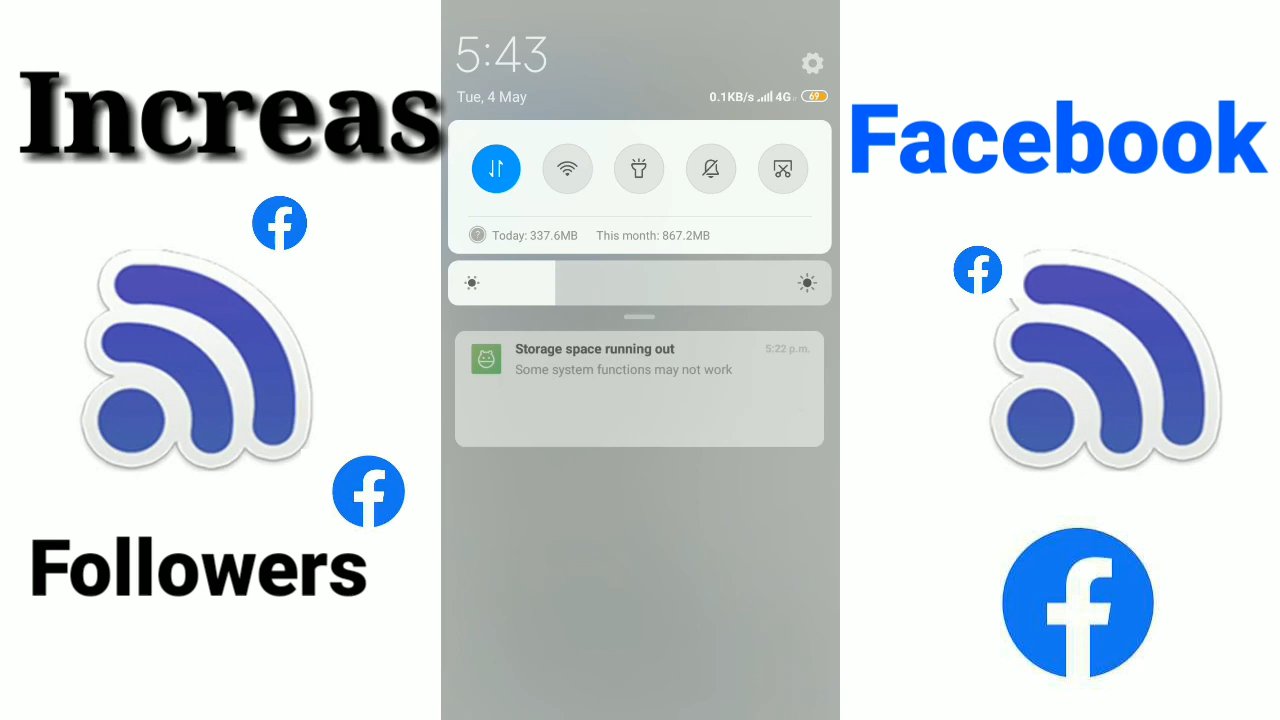 Increas
Followers
5:43
Tue, 4 May
0.1KB/s 4G 69
Today: 337.6MB This month: 867.2MB
Storage space running out 5:22 p.m.
Some system functions may not work
Facebook